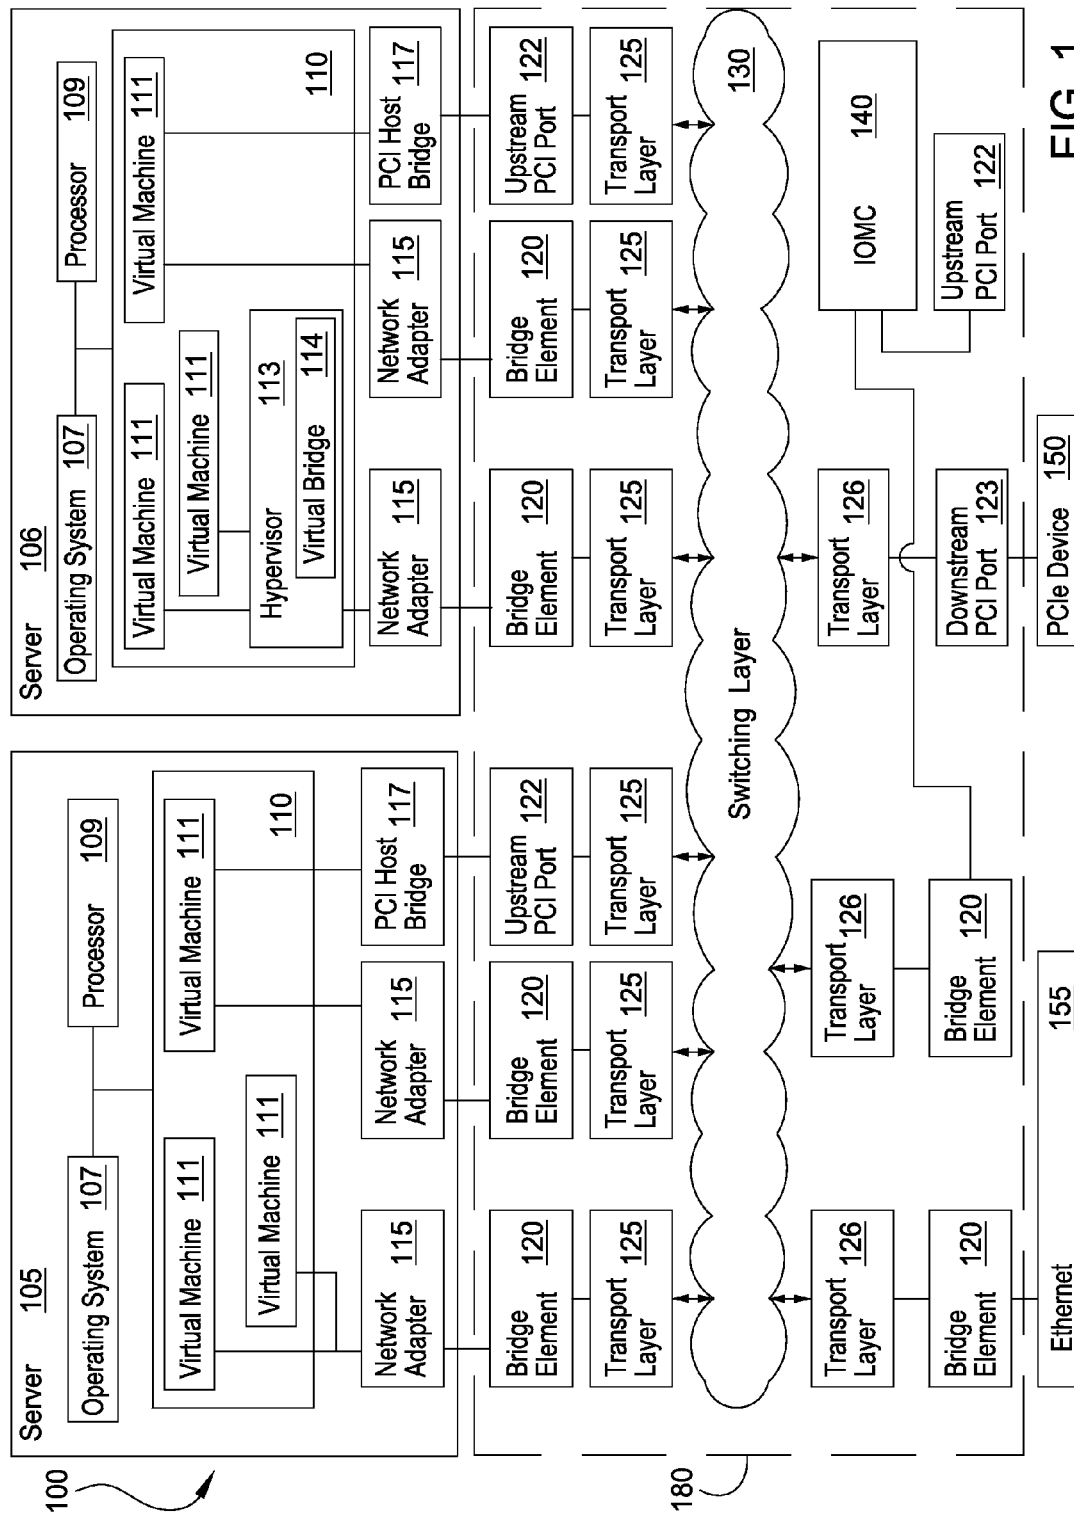 100
Server 105
Operating System 107
Processor 109
Virtual Machine 111
Virtual Machine 111
Virtual Machine 111
110
Network
Adapter 115
Network
Adapter 115
PCI Host
Bridge 117
Server 106
Operating System 107
Processor 109
Virtual Machine 111
Virtual Machine 111
Virtual Machine 111
Hypervisor 113
Virtual Bridge 114
110
Network
Adapter 115
Network
Adapter 115
PCI Host
Bridge 117
180
Bridge
Element 120
Bridge
Element 120
Upstream
PCI Port 122
Bridge
Element 120
Bridge
Element 120
Upstream
PCI Port 122
Transport
Layer 125
Transport
Layer 125
Transport
Layer 125
Transport
Layer 125
Transport
Layer 125
Transport
Layer 125
Switching Layer 130
Transport
Layer 126
Transport
Layer 126
Transport
Layer 126
IOMC 140
Bridge
Element 120
Bridge
Element 120
Downstream
PCI Port 123
Upstream
PCI Port 122
Ethernet 155
PCIe Device 150
FIG. 1